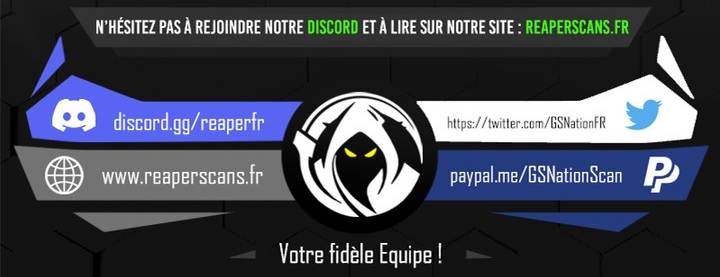 N'HÉSITEZ PAS À REJOINDRE NOTRE DISCORD ET À LIRE SUR NOTRE SITE : REAPERSCANS.FR
discord.gg/reaperfr
https://twitter.com/GSNationFR
www.reaperscans.fr
paypal.me/GSNationScan
Votre fidèle Equipe !